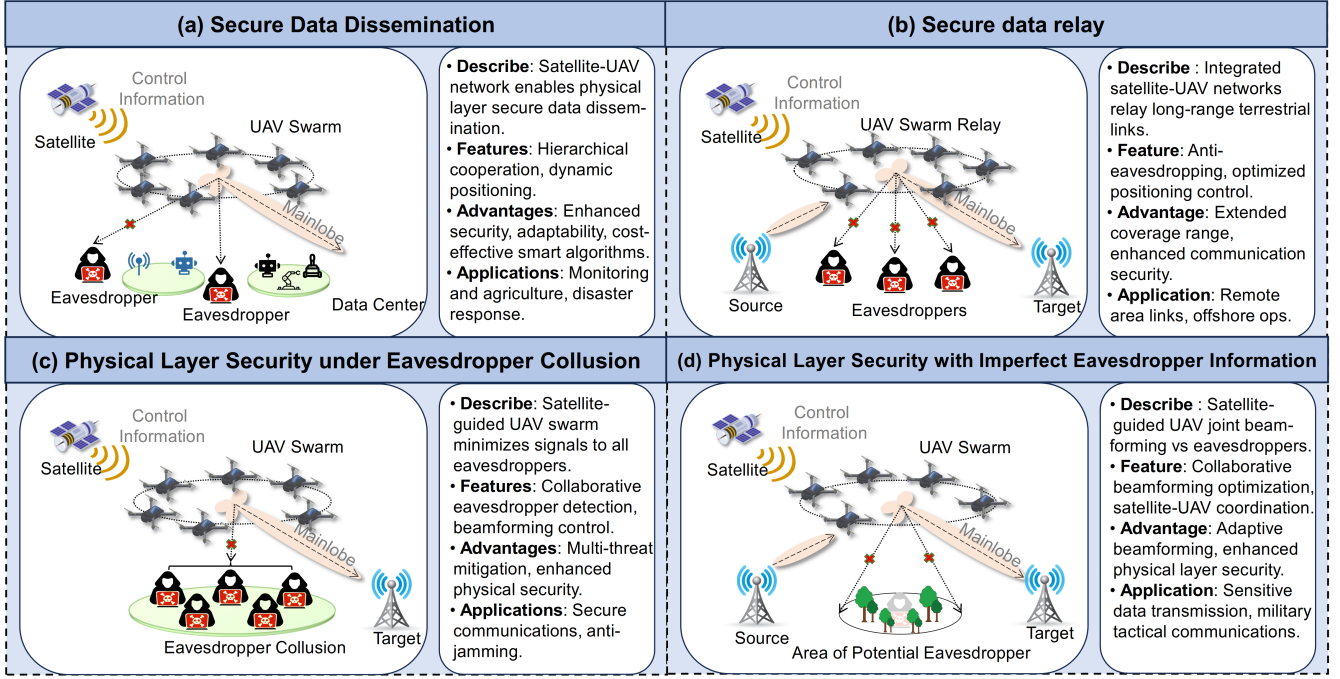 (a) Secure Data Dissemination
Control
Information
Satellite
UAV Swarm
Mainlobe
Eavesdropper
Eavesdropper
Data Center
• Describe: Satellite-UAV
network enables physical
layer secure data dissem-
ination.
• Features: Hierarchical
cooperation, dynamic
positioning.
• Advantages: Enhanced
security, adaptability, cost-
effective smart algorithms.
• Applications: Monitoring
and agriculture, disaster
response.
(b) Secure data relay
Control
Information
Satellite
UAV Swarm Relay
Mainlobe
Source
Eavesdroppers
Target
• Describe : Integrated
satellite-UAV networks
relay long-range terrestrial
links.
• Feature: Anti-
eavesdropping, optimized
positioning control.
• Advantage: Extended
coverage range,
enhanced communication
security.
• Application: Remote
area links, offshore ops.
(c) Physical Layer Security under Eavesdropper Collusion
Control
Information
Satellite
UAV Swarm
Mainlobe
Eavesdropper Collusion
Target
• Describe: Satellite-
guided UAV swarm
minimizes signals to all
eavesdroppers.
• Features: Collaborative
eavesdropper detection,
beamforming control.
• Advantages: Multi-threat
mitigation, enhanced
physical security.
• Applications: Secure
communications, anti-
jamming.
(d) Physical Layer Security with Imperfect Eavesdropper Information
Control
Information
Satellite
UAV Swarm
Mainlobe
Source
Area of Potential Eavesdropper
Target
• Describe : Satellite-
guided UAV joint beam-
forming vs eavesdroppers.
• Feature: Collaborative
beamforming optimization,
satellite-UAV coordination.
• Advantage: Adaptive
beamforming, enhanced
physical layer security.
• Application: Sensitive
data transmission, military
tactical communications.